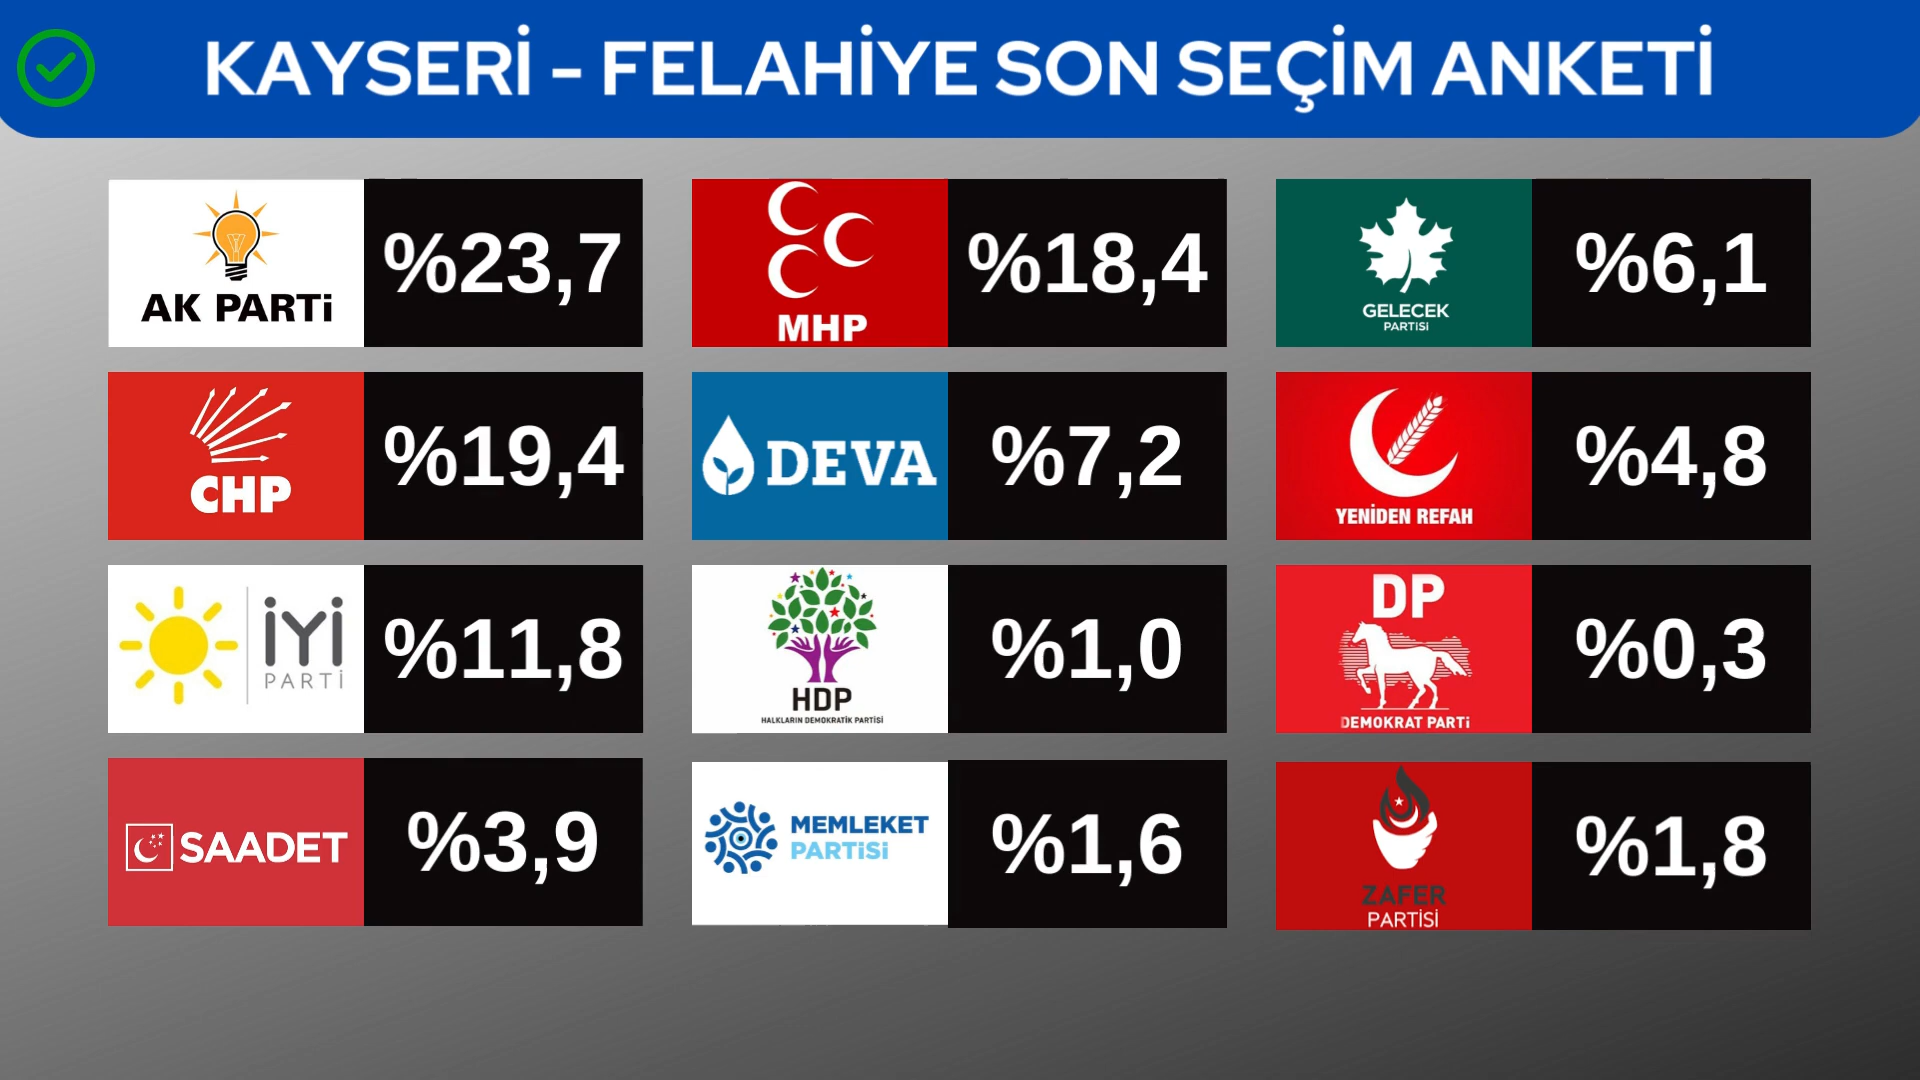 KAYSERİ - FELAHİYE SON SEÇİM ANKETİ
AK PARTİ
%23,7
MHP
%18,4
GELECEK
PARTİSİ
%6,1
CHP
%19,4
DEVA
%7,2
YENİDEN REFAH
%4,8
İYİ
PARTİ
%11,8
HDP
HALKLARIN DEMOKRATİK PARTİSİ
%1,0
DP
DEMOKRAT PARTİ
%0,3
SAADET
%3,9
MEMLEKET
PARTİSİ
%1,6
ZAFER
PARTİSİ
%1,8